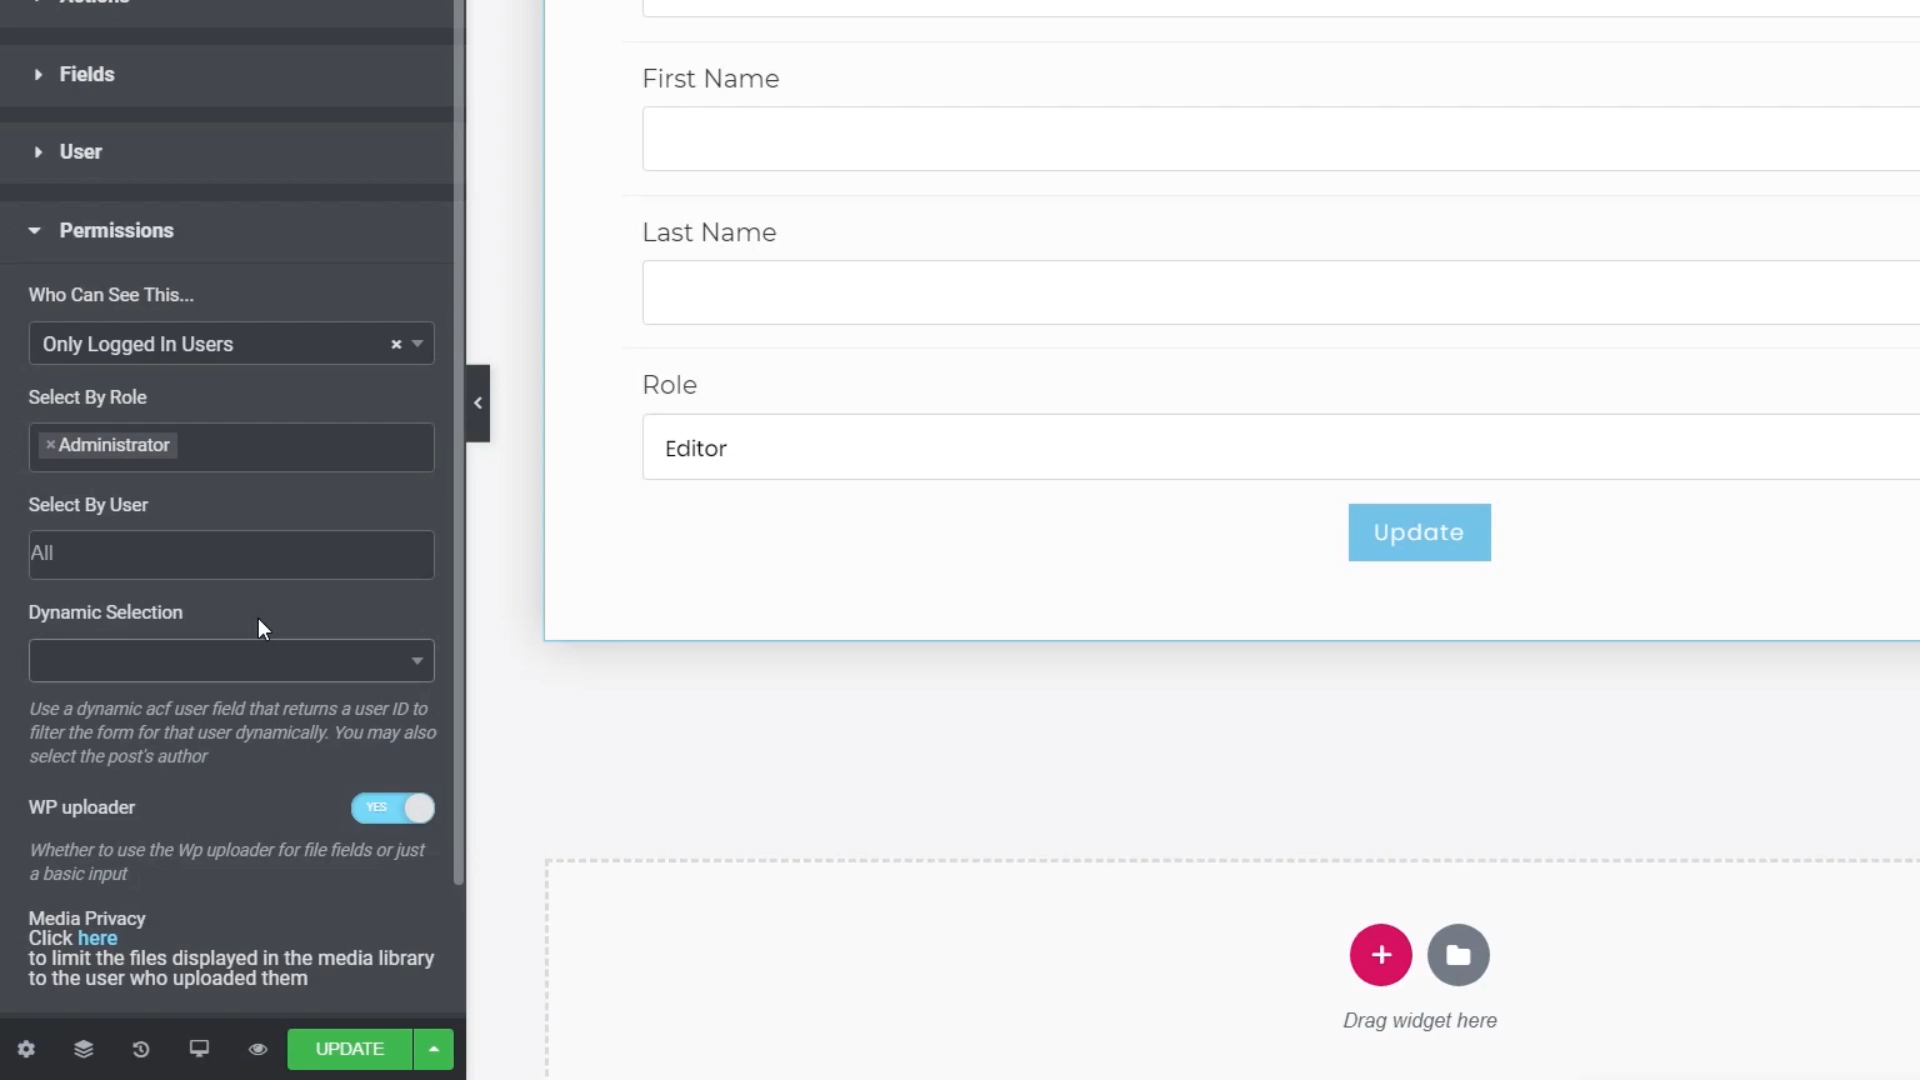 Actions
Fields
User
Permissions
Who Can See This...
Only Logged In Users ×
Select By Role
× Administrator
Select By User
All
Dynamic Selection
Use a dynamic acf user field that returns a user ID to
filter the form for that user dynamically. You may also
select the post's author
WP uploader YES
Whether to use the Wp uploader for file fields or just
a basic input
Media Privacy
Click here
to limit the files displayed in the media library
to the user who uploaded them
UPDATE
First Name
Last Name
Role
Editor
Update
Drag widget here